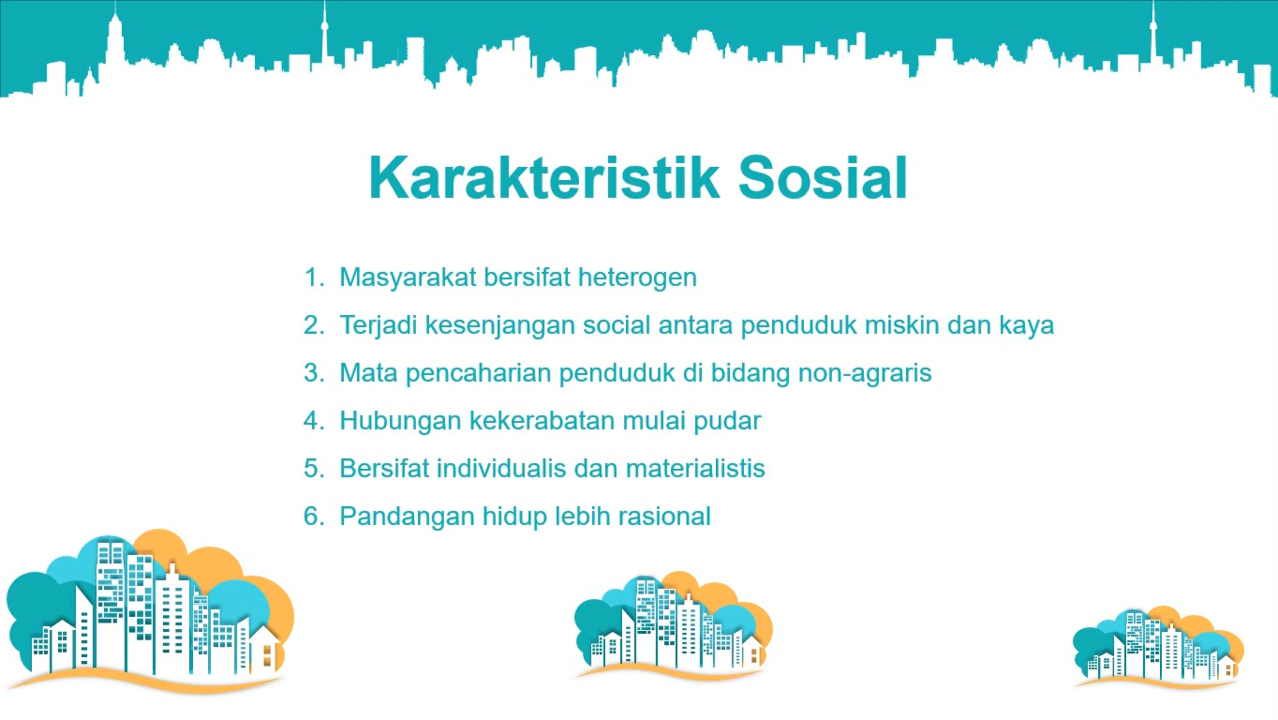 Karakteristik Sosial
1. Masyarakat bersifat heterogen
2. Terjadi kesenjangan social antara penduduk miskin dan kaya
3. Mata pencaharian penduduk di bidang non-agraris
4. Hubungan kekerabatan mulai pudar
5. Bersifat individualis dan materialistis
6. Pandangan hidup lebih rasional